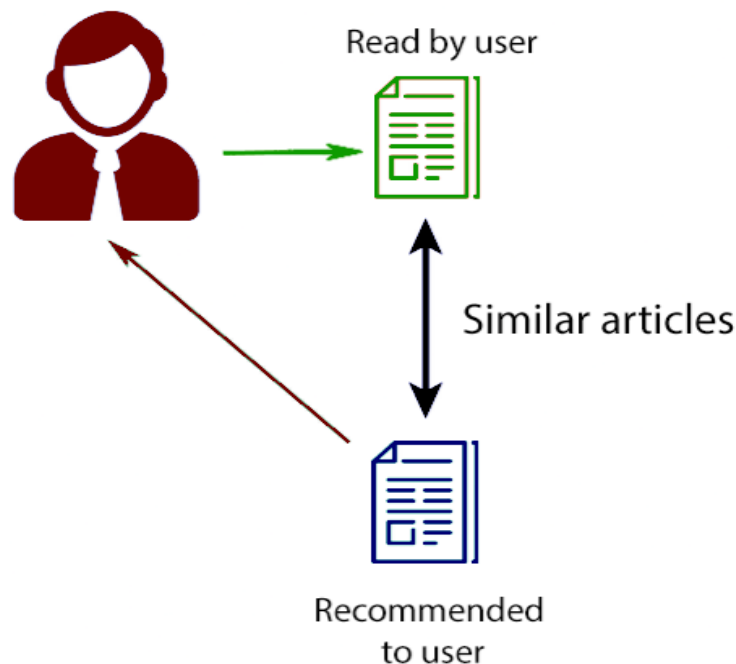 Read by user
Similar articles
Recommended
to user